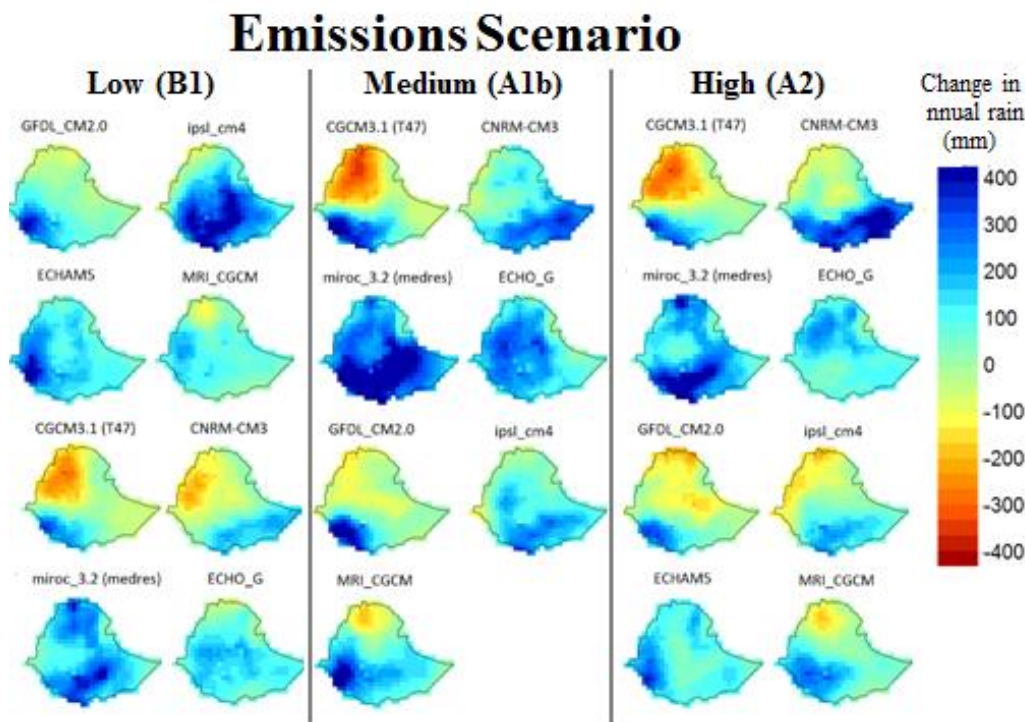 Emissions Scenario
Low (B1)
Medium (A1b)
High (A2)
Change in
nnual rain
(mm)
GFDL_CM2.0
ipsl_cm4
CGCM3.1 (T47)
CNRM-CM3
CGCM3.1 (T47)
CNRM-CM3
ECHAM5
MRI_CGCM
miroc_3.2 (medres)
ECHO_G
miroc_3.2 (medres)
ECHO_G
CGCM3.1 (T47)
CNRM-CM3
GFDL_CM2.0
ipsl_cm4
GFDL_CM2.0
ipsl_cm4
miroc_3.2 (medres)
ECHO_G
MRI_CGCM
ECHAM5
MRI_CGCM
400
300
200
100
0
-100
-200
-300
-400